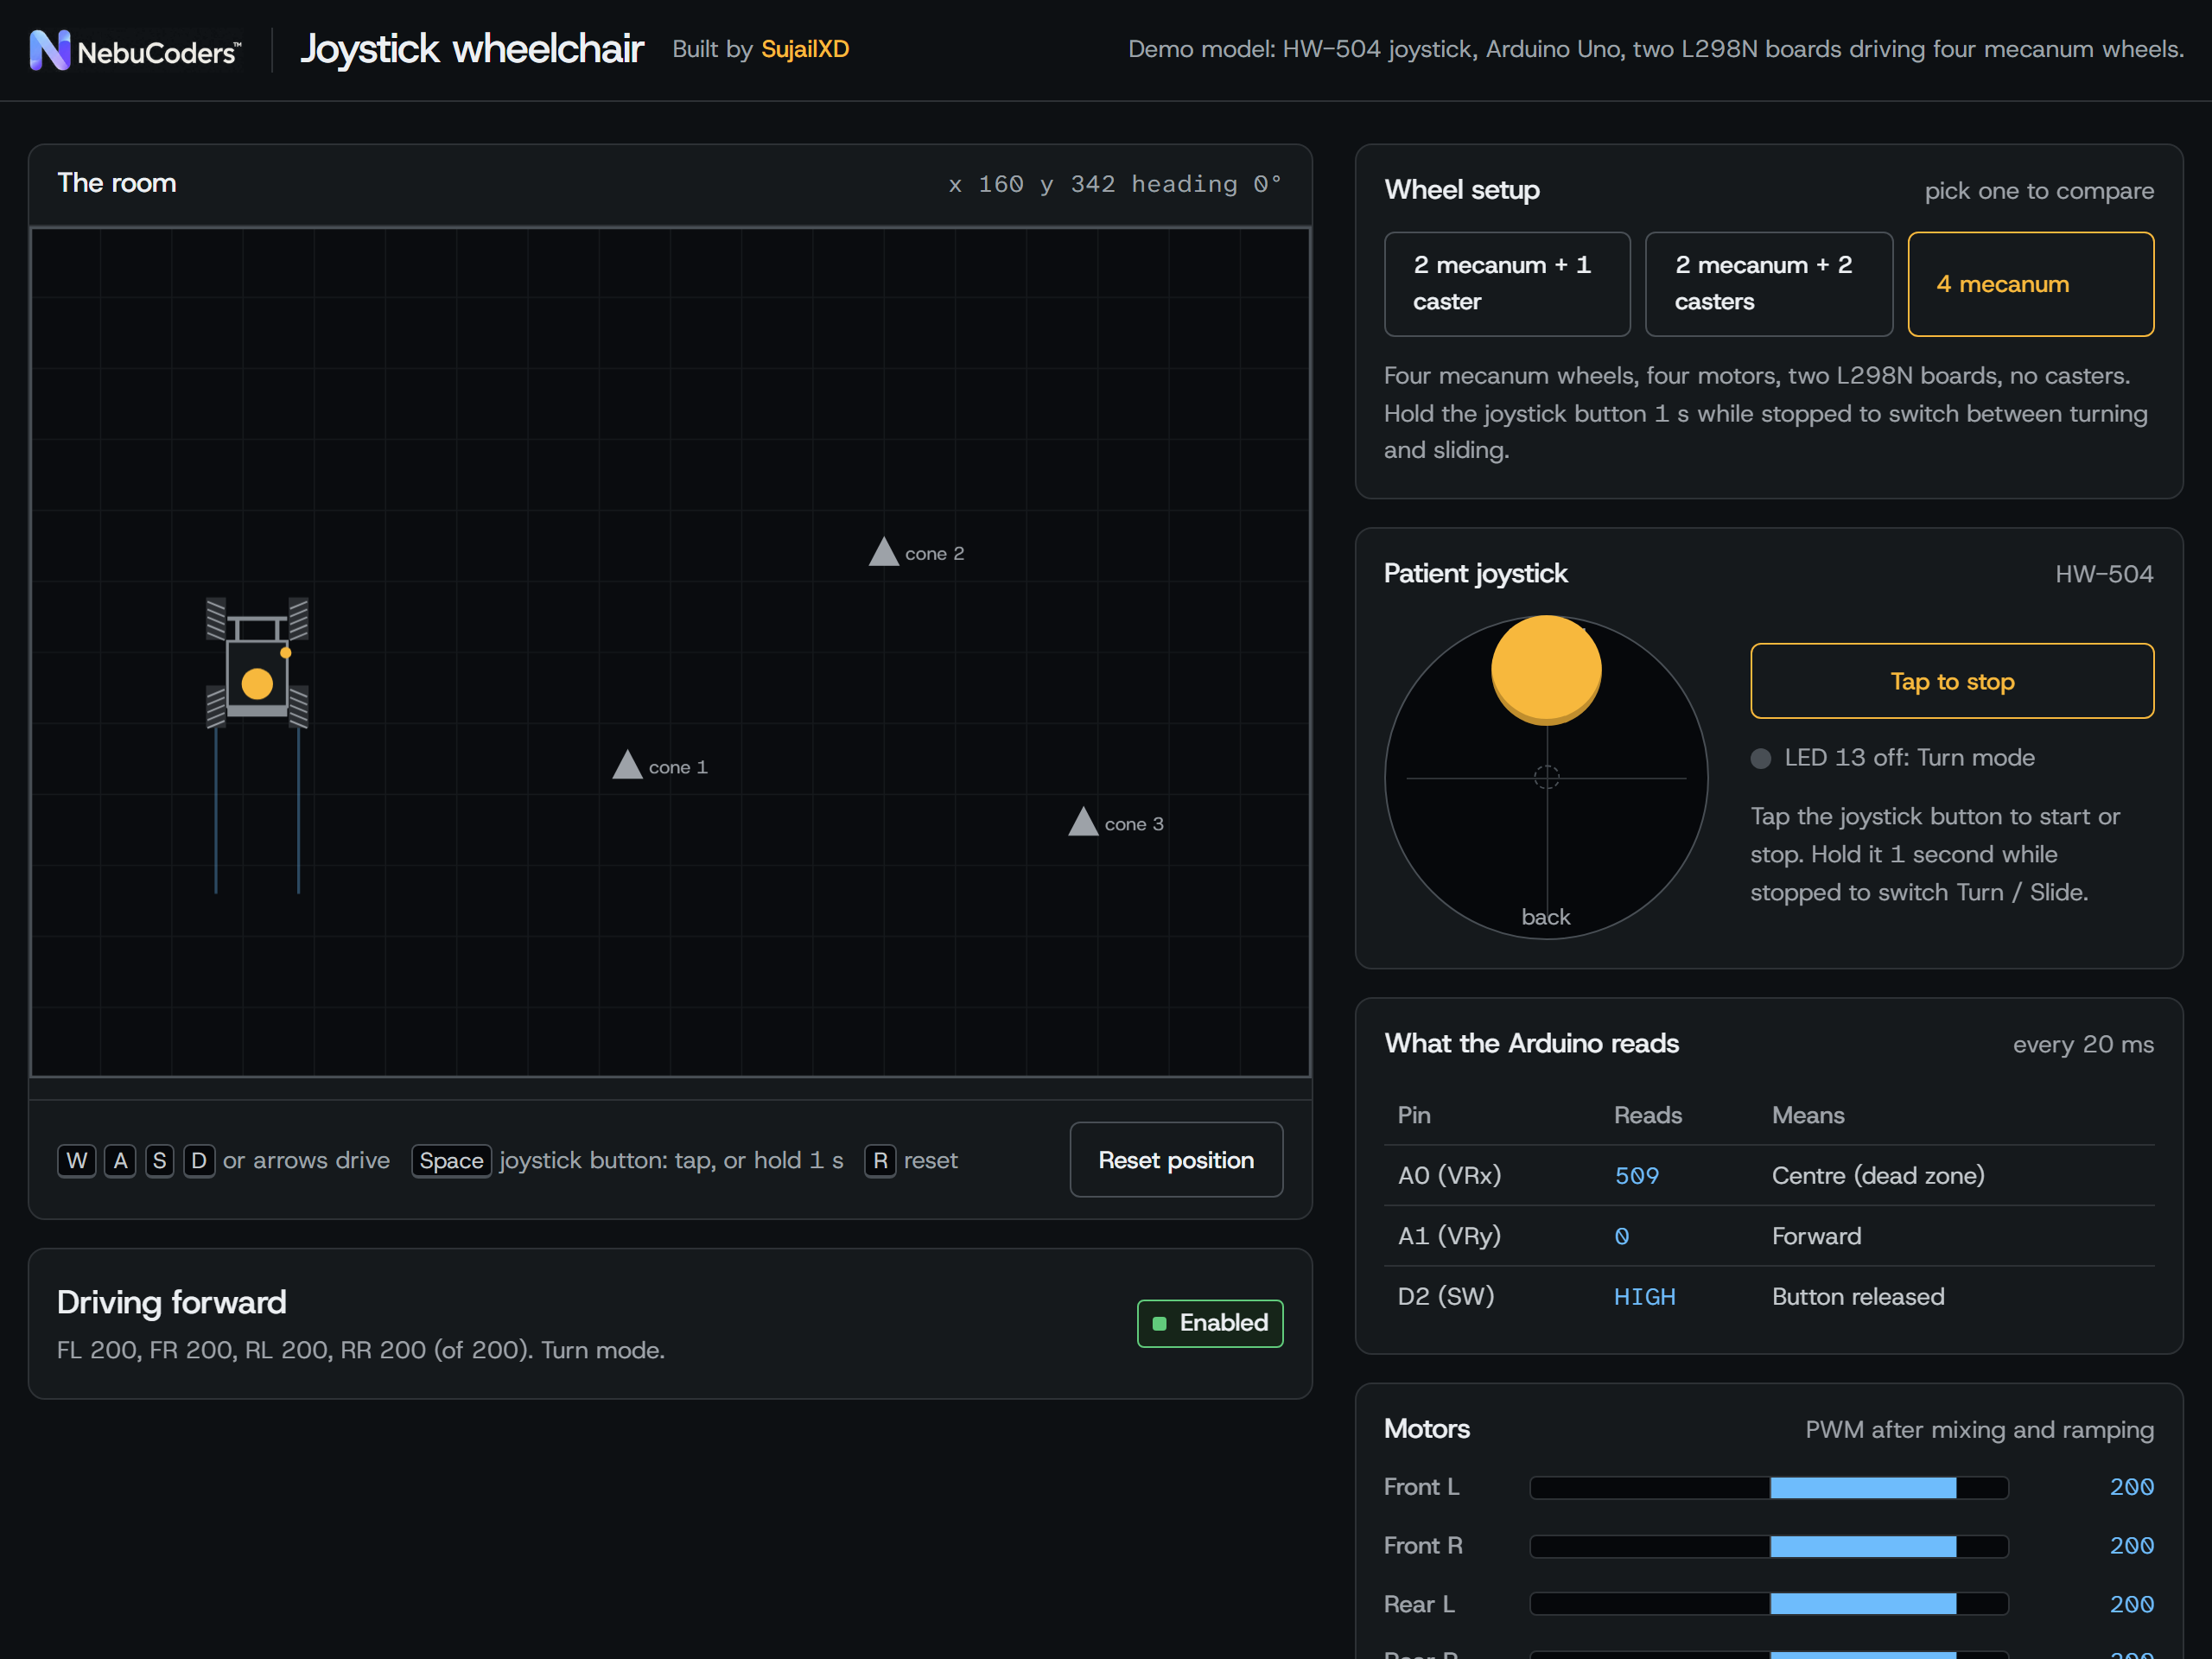 NebuCoders™
Joystick wheelchair
Built by SujailXD
Demo model: HW-504 joystick, Arduino Uno, two L298N boards driving four mecanum wheels.
The room
x 160 y 342 heading 0°
cone 2
cone 1
cone 3
W A S D or arrows drive Space joystick button: tap, or hold 1 s R reset
Reset position
Driving forward
FL 200, FR 200, RL 200, RR 200 (of 200). Turn mode.
Enabled
Wheel setup
pick one to compare
2 mecanum + 1
caster
2 mecanum + 2
casters
4 mecanum
Four mecanum wheels, four motors, two L298N boards, no casters.
Hold the joystick button 1 s while stopped to switch between turning
and sliding.
Patient joystick
HW-504
back
Tap to stop
LED 13 off: Turn mode
Tap the joystick button to start or
stop. Hold it 1 second while
stopped to switch Turn / Slide.
What the Arduino reads
every 20 ms
Pin Reads Means
A0 (VRx) 509 Centre (dead zone)
A1 (VRy) 0 Forward
D2 (SW) HIGH Button released
Motors
PWM after mixing and ramping
Front L 200
Front R 200
Rear L 200